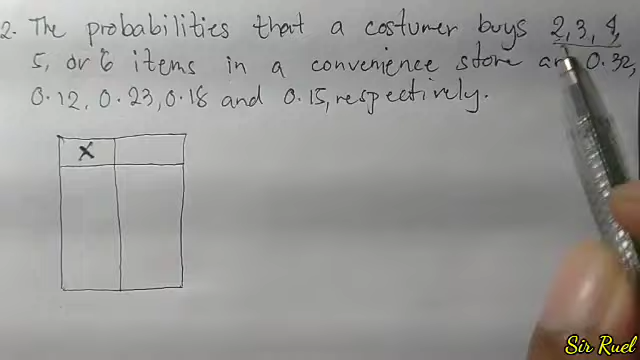 2. The probabilities that a costumer buys 2, 3, 4,
5, or 6 items in a convenience store are 0.32,
0.12, 0.23, 0.18 and 0.15, respectively.
X
Sir Ruel